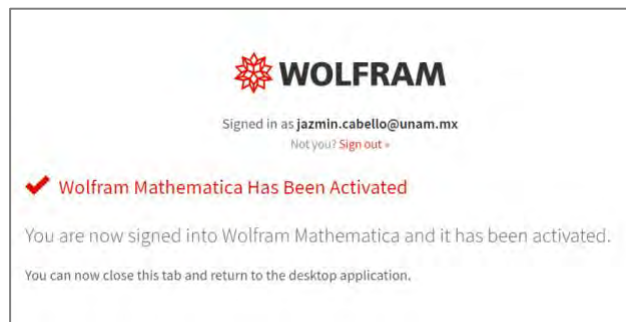 WOLFRAM
Signed in as jazmin.cabello@unam.mx
Not you? Sign out »
Wolfram Mathematica Has Been Activated
You are now signed into Wolfram Mathematica and it has been activated.
You can now close this tab and return to the desktop application.